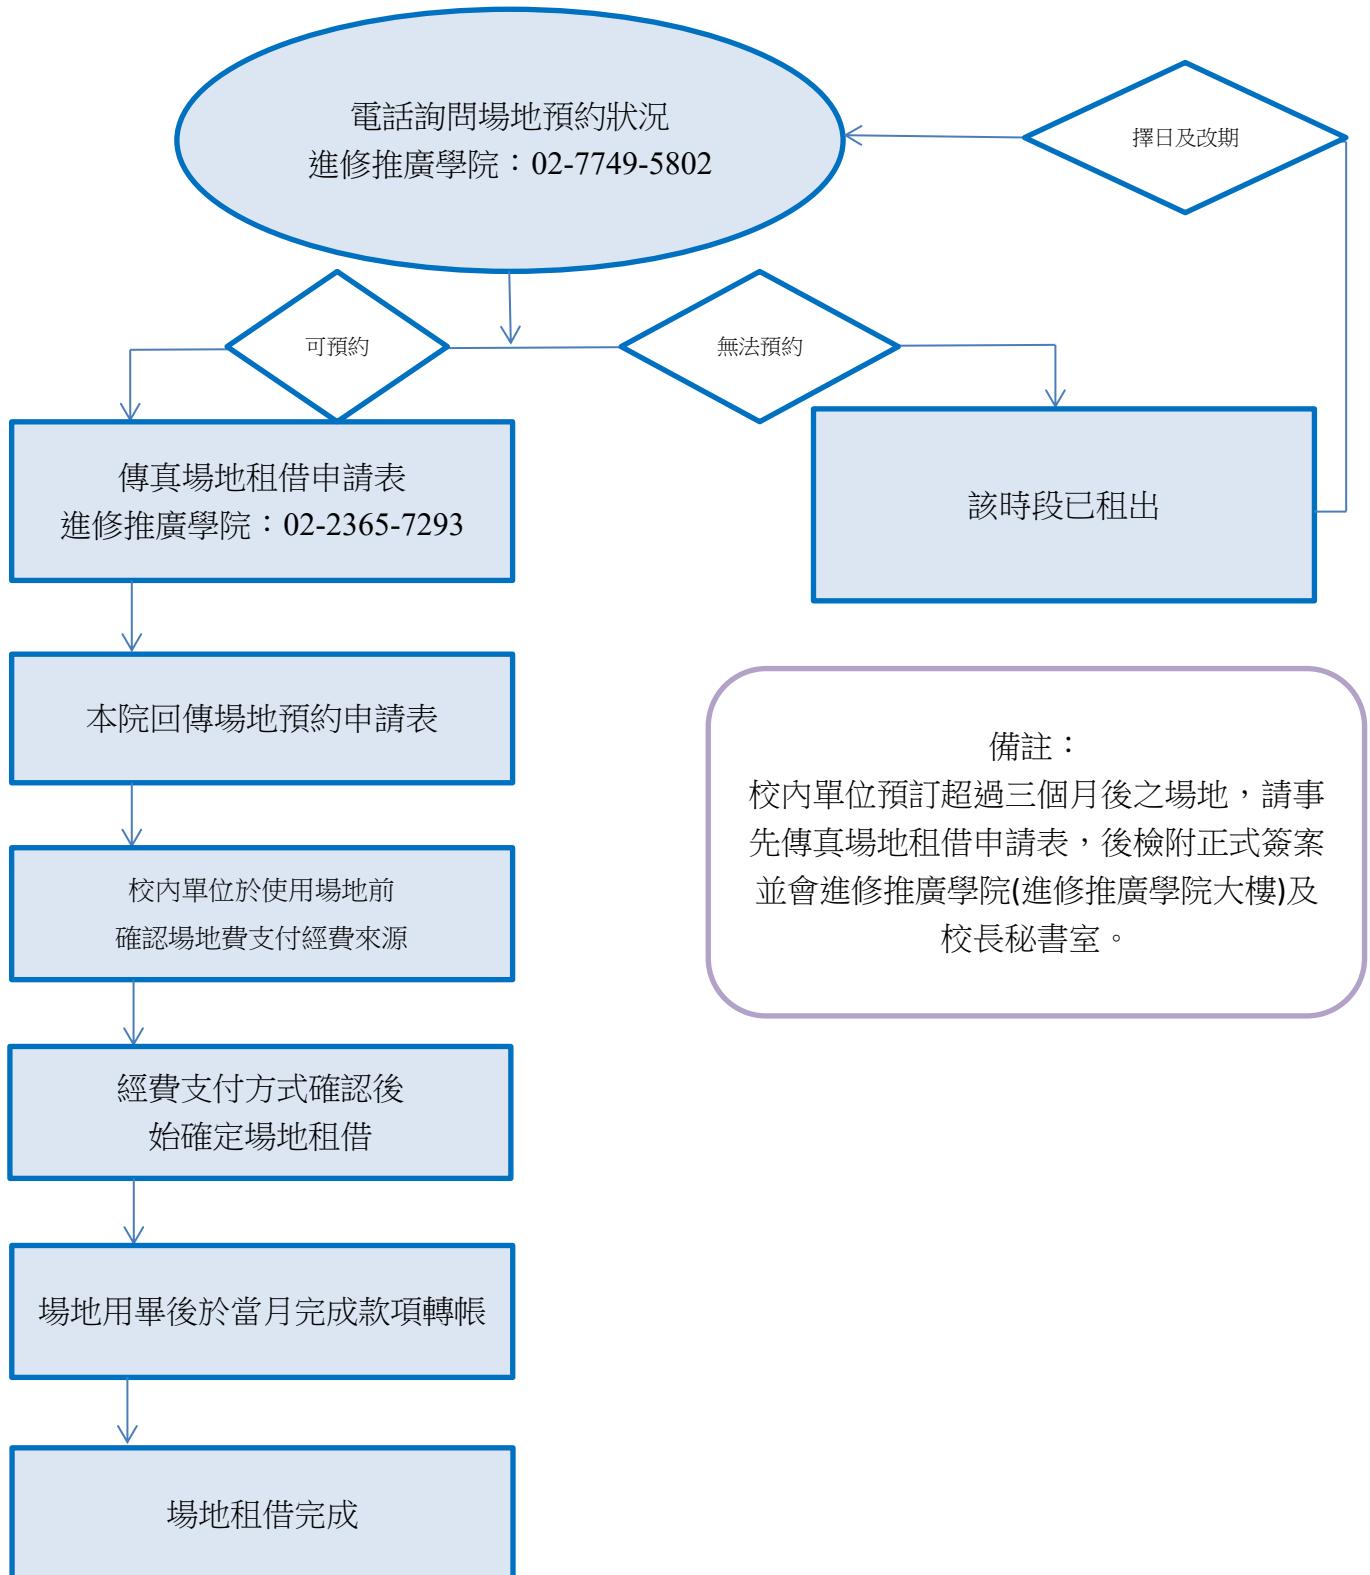 電話詢問場地預約狀況
進修推廣學院：02-7749-5802
擇日及改期
可預約
無法預約
傳真場地租借申請表
進修推廣學院：02-2365-7293
該時段已租出
本院回傳場地預約申請表
備註：
校內單位預訂超過三個月後之場地，請事
先傳真場地租借申請表，後檢附正式簽案
並會進修推廣學院(進修推廣學院大樓)及
校長秘書室。
校內單位於使用場地前
確認場地費支付經費來源
經費支付方式確認後
始確定場地租借
場地用畢後於當月完成款項轉帳
場地租借完成